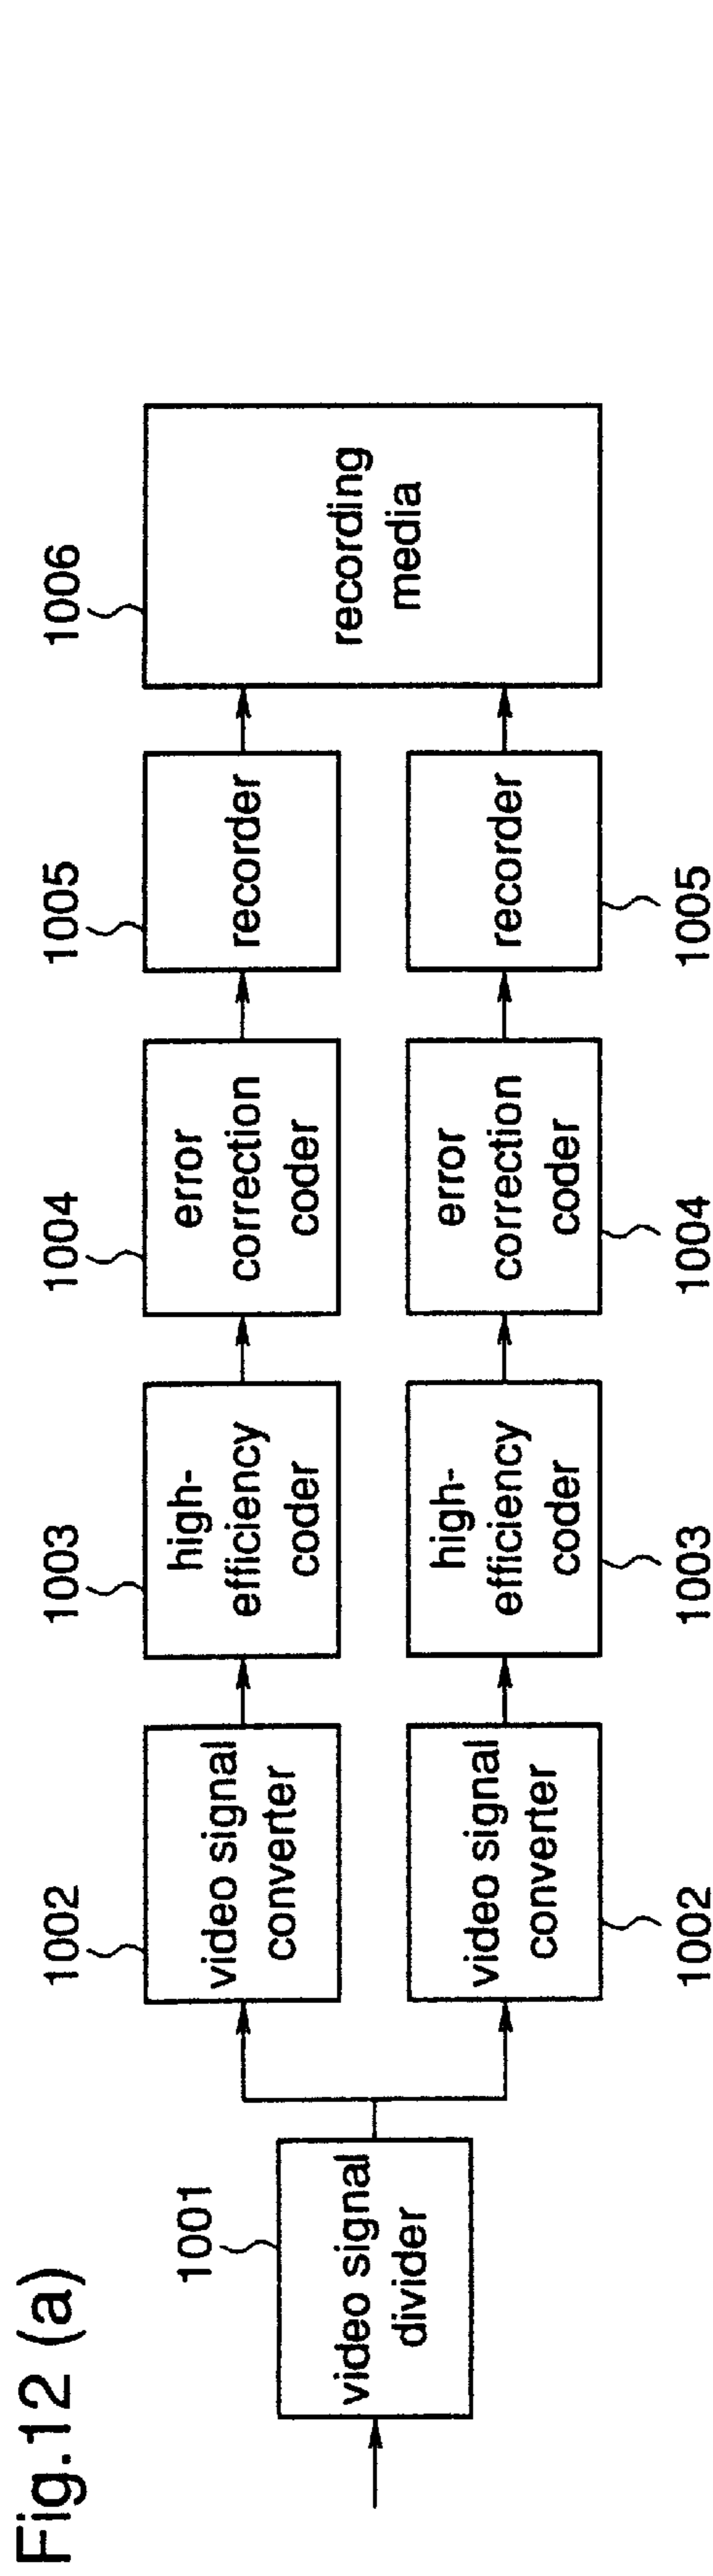 Fig.12 (a)
1001
video signal
divider
1002
video signal
converter
1003
high-
efficiency
coder
1004
error
correction
coder
1005
recorder
1006
recording
media
video signal
converter
1002
high-
efficiency
coder
1003
error
correction
coder
1004
recorder
1005